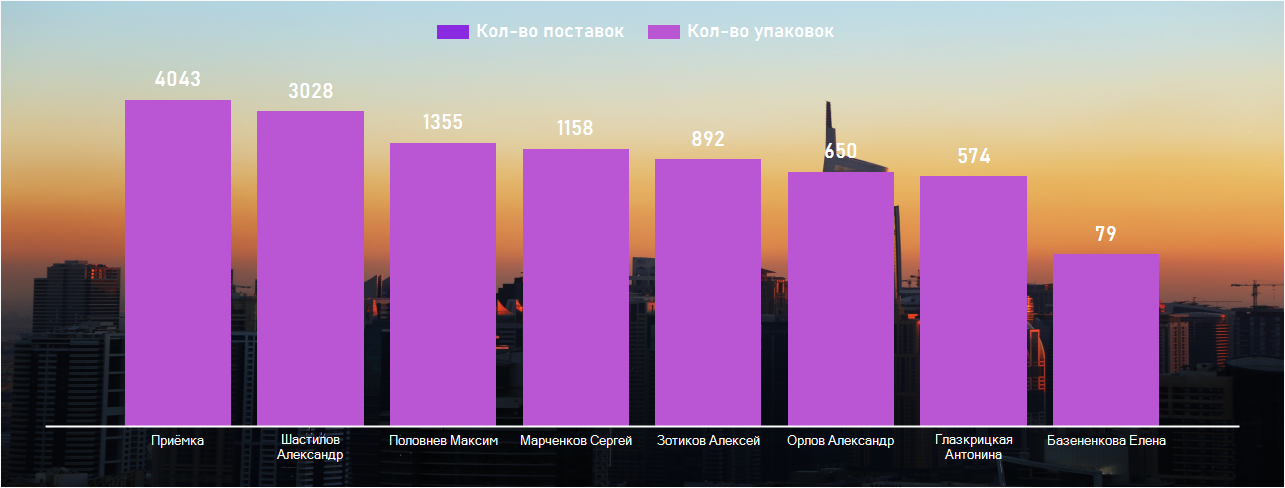 Кол-во поставок Кол-во упаковок
4043
3028
1355
1158
892
650
574
79
Приёмка
Шастилов
Александр
Половнев Максим
Марченков Сергей
Зотиков Алексей
Орлов Александр
Глазкрицкая
Антонина
Базененкова Елена